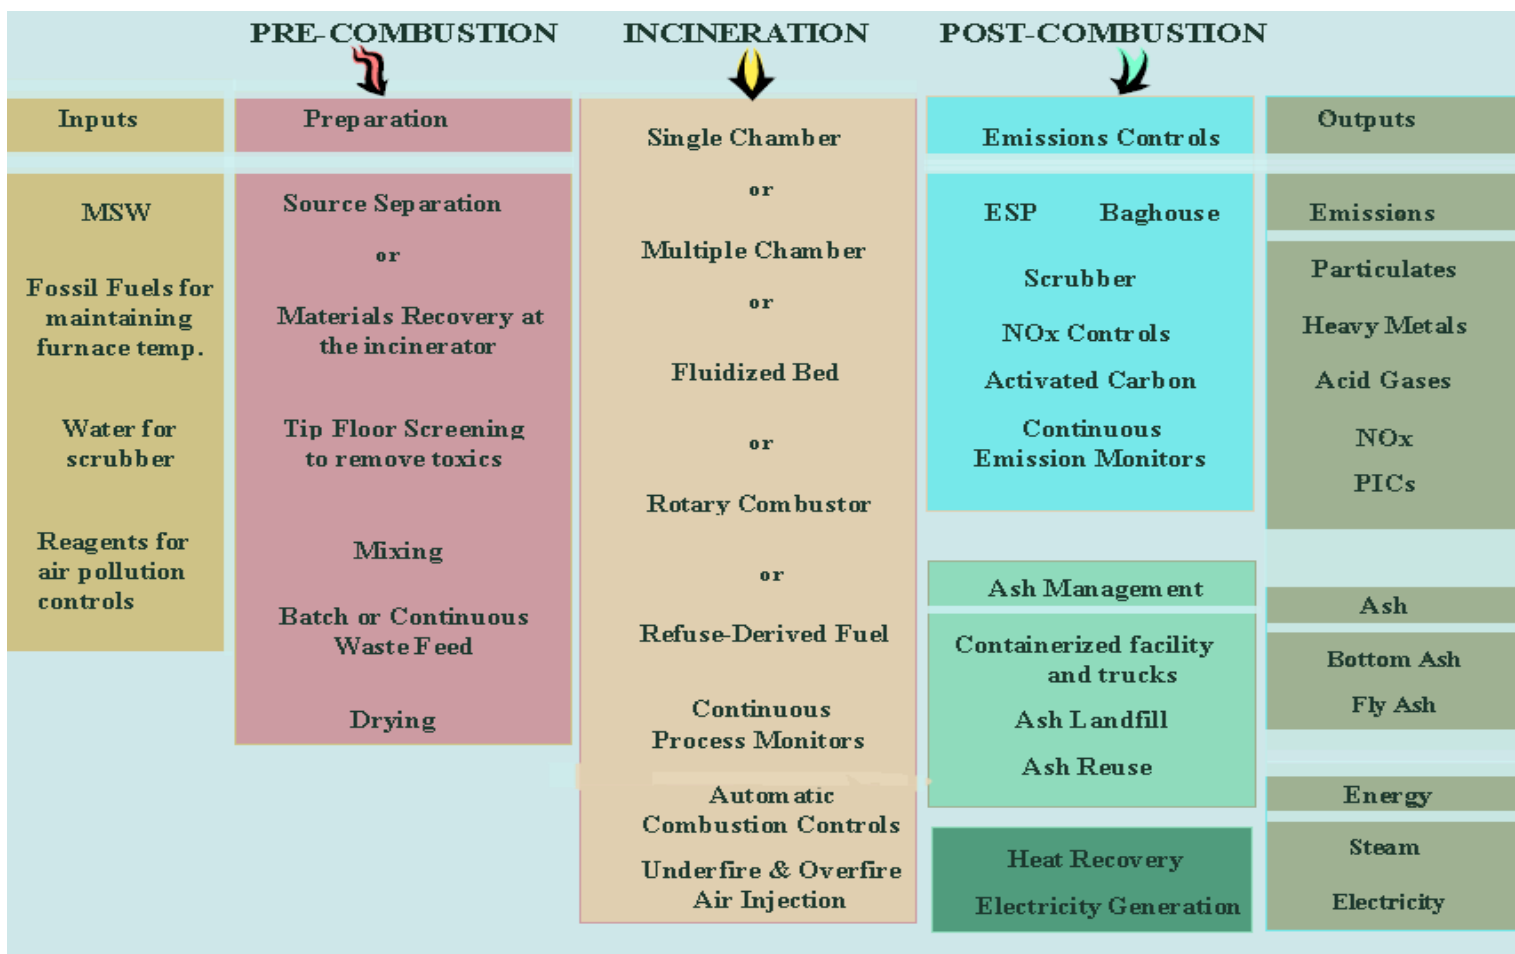 PRE-COMBUSTION
INCINERATION
POST-COMBUSTION
Inputs
MSW
Fossil Fuels for
maintaining
furnace temp.
Water for
scrubber
Reagents for
air pollution
controls
Preparation
Source Separation
or
Materials Recovery at
the incinerator
Tip Floor Screening
to remove toxics
Mixing
Batch or Continuous
Waste Feed
Drying
Single Chamber
or
Multiple Chamber
or
Fluidized Bed
or
Rotary Combustor
or
Refuse-Derived Fuel
Continuous
Process Monitors
Automatic
Combustion Controls
Underfire & Overfire
Air Injection
Emissions Controls
ESP Baghouse
Scrubber
NOx Controls
Activated Carbon
Continuous
Emission Monitors
Ash Management
Containerized facility
and trucks
Ash Landfill
Ash Reuse
Heat Recovery
Electricity Generation
Outputs
Emissions
Particulates
Heavy Metals
Acid Gases
NOx
PICs
Ash
Bottom Ash
Fly Ash
Energy
Steam
Electricity